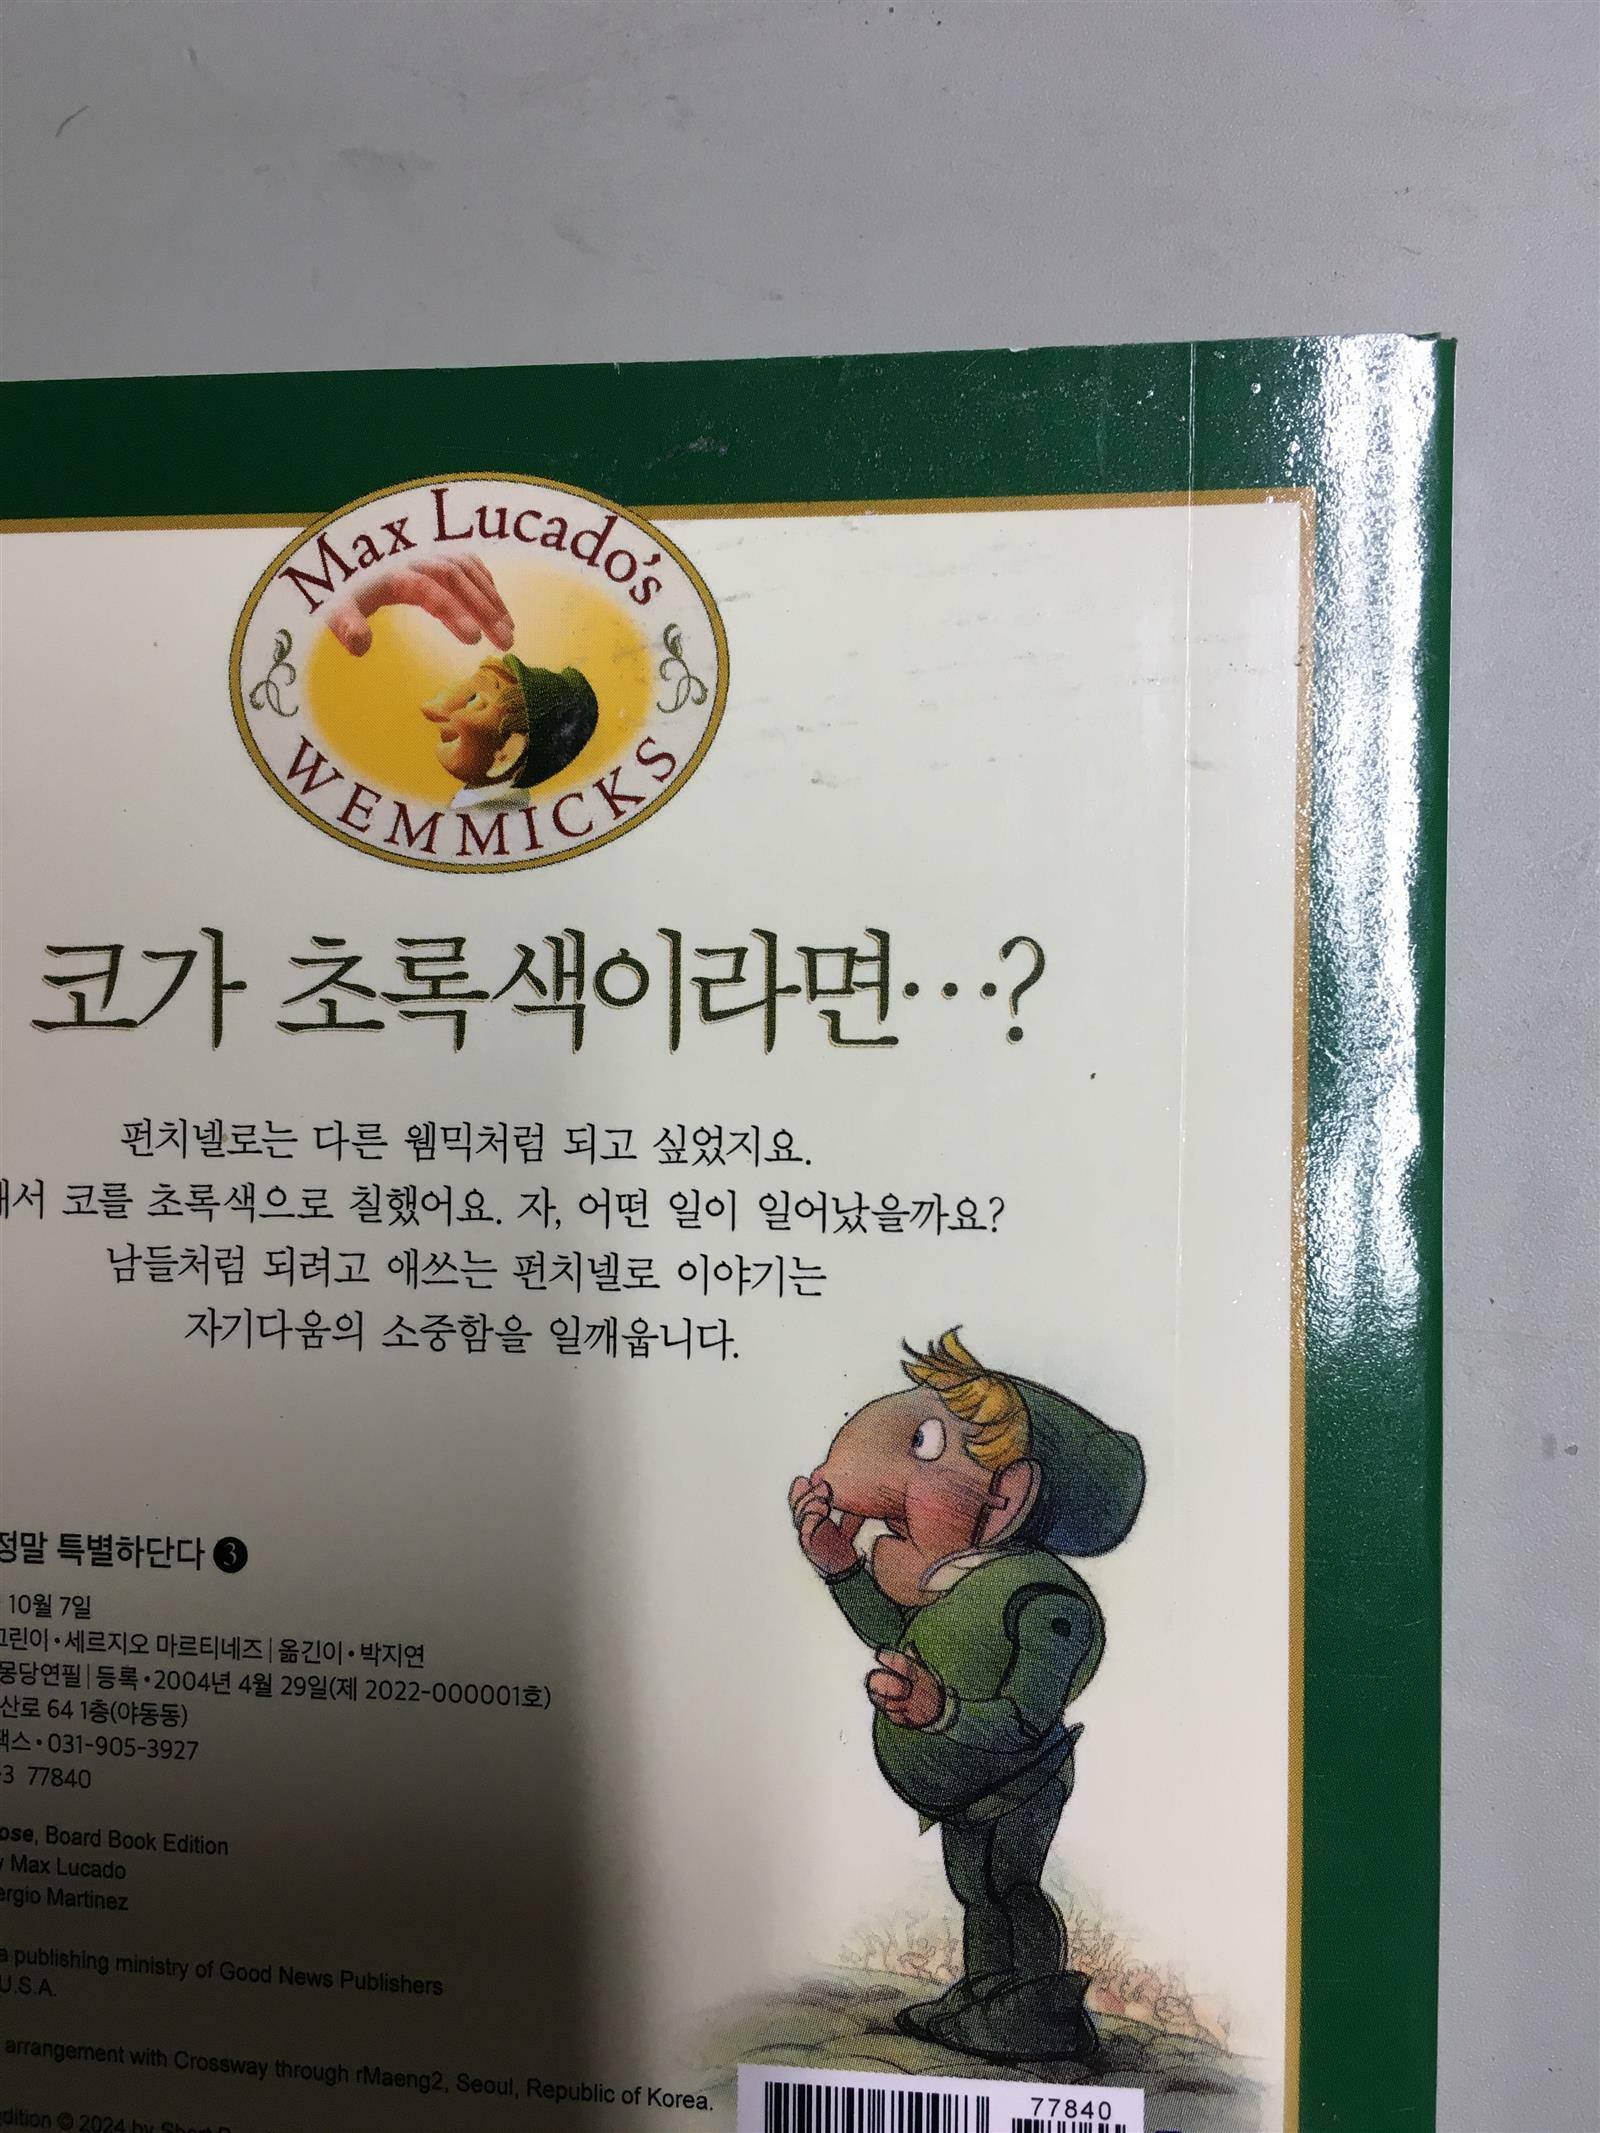 Max Lucado's
WEMMICKS
코가 초록색이라면…?
펀치넬로는 다른 웸믹처럼 되고 싶었지요.
코를 초록색으로 칠했어요. 자, 어떤 일이 일어났을까요?
남들처럼 되려고 애쓰는 펀치넬로 이야기는
자기다움의 소중함을 일깨웁니다.
정말 특별하단다 3
10월 7일
그린이·세르지오 마르티네즈|옮긴이·박지연
몽당연필|등록·2004년 4월 29일(제 2022-000001호)
64 1층(야동동)
팩스·031-905-3927
-3 77840
Board Book Edition
Max Lucado
Martinez
a publishing ministry of Good News Publishers
U.S.A.
arrangement with Crossway through rMaeng2, Seoul, Republic of Korea.
© 2024 by
77840